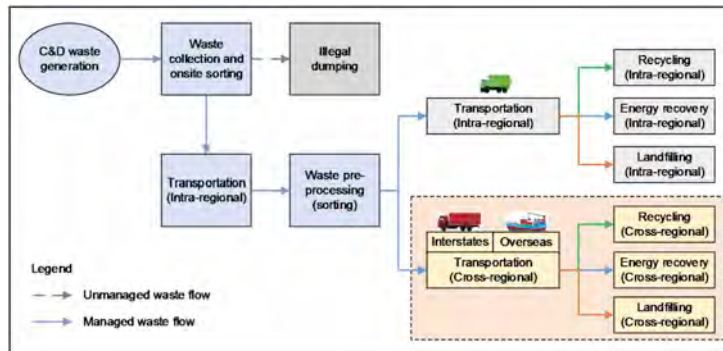 C&D waste
generation
Waste
collection and
onsite sorting
Illegal
dumping
Transportation
(Intra-regional)
Waste pre-
processing
(sorting)
Transportation
(Intra-regional)
Recycling
(Intra-regional)
Energy recovery
(Intra-regional)
Landfilling
(Intra-regional)
Interstates
Overseas
Transportation
(Cross-regional)
Recycling
(Cross-regional)
Energy recovery
(Cross-regional)
Landfilling
(Cross-regional)
Legend
Unmanaged waste flow
Managed waste flow